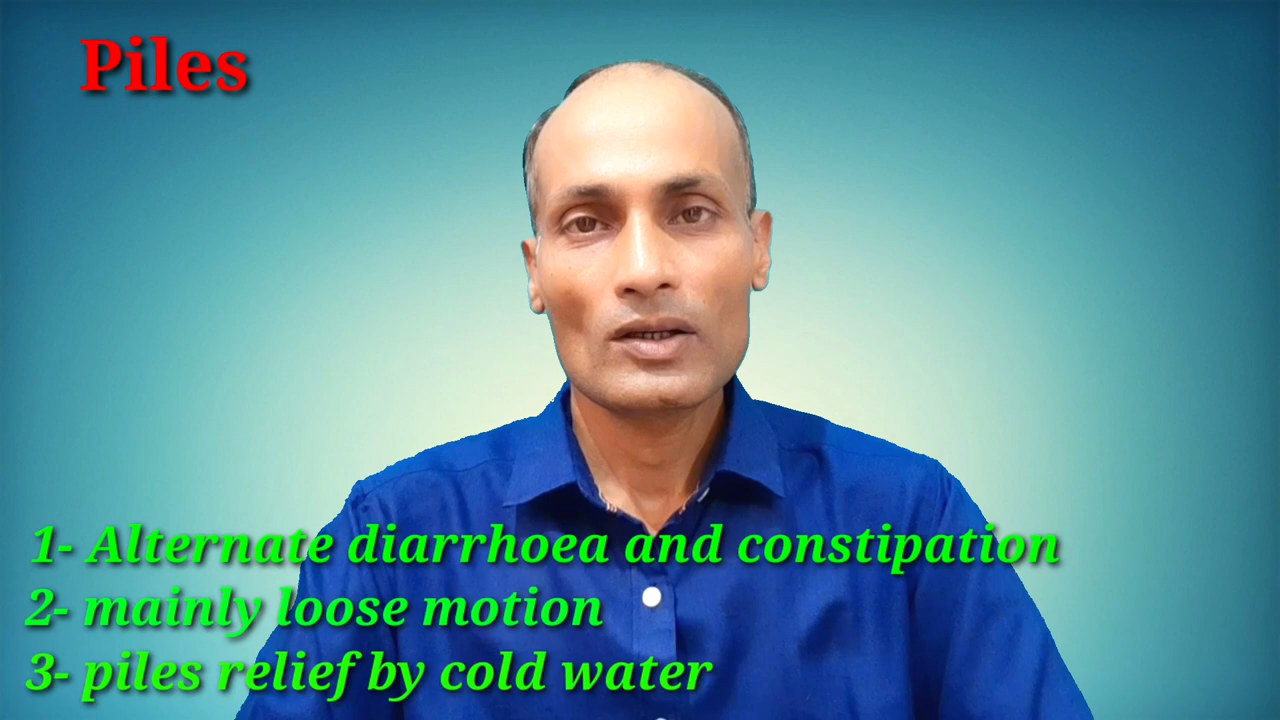 Piles
1- Alternate diarrhoea and constipation
2- mainly loose motion
3- piles relief by cold water